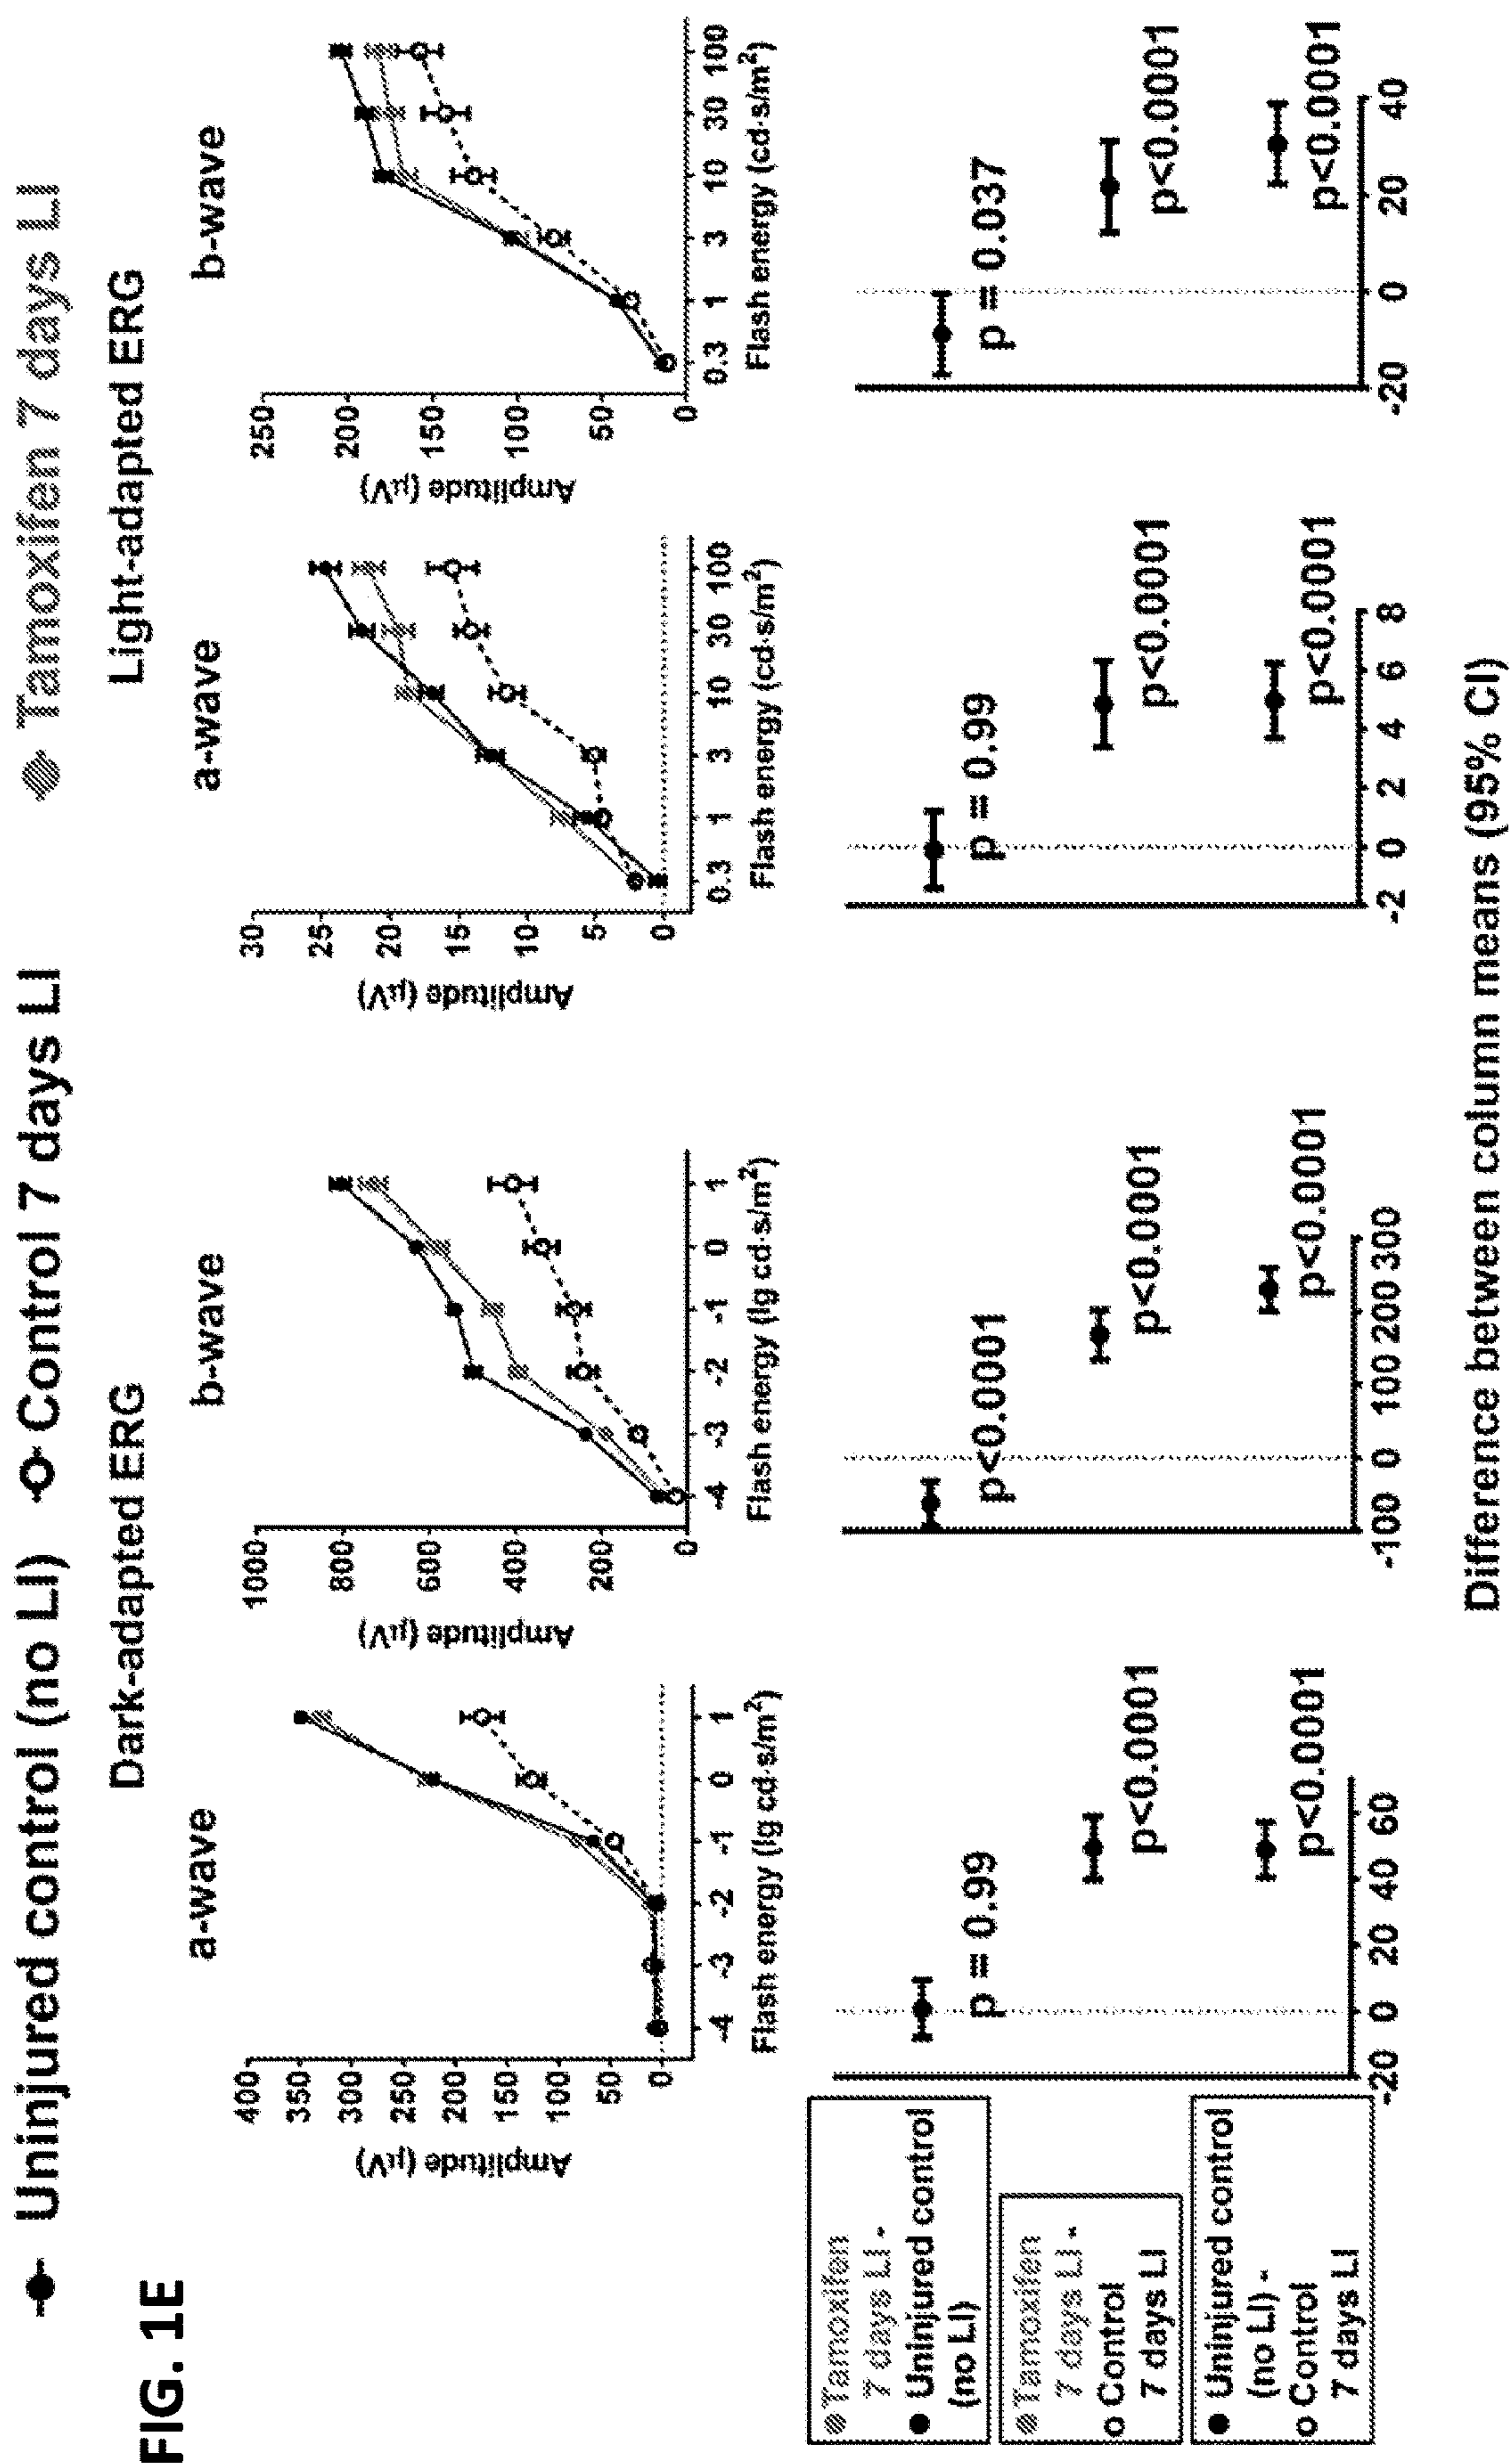 Uninjured control (no LI) Control 7 days LI Tamoxifen 7 days LI
FIG. 1E
Dark-adapted ERG Light-adapted ERG
a-wave b-wave a-wave b-wave
Amplitude (µV)
400
350
300
250
200
150
100
50
0
-4 -3 -2 -1 0 1
Flash energy (lg cd·s/m²)
Amplitude (µV)
1000
800
600
400
200
0
-4 -3 -2 -1 0 1
Flash energy (lg cd·s/m²)
Amplitude (µV)
30
25
20
15
10
5
0
0.3 1 3 10 30 100
Flash energy (cd·s/m²)
Amplitude (µV)
250
200
150
100
50
0
0.3 1 3 10 30 100
Flash energy (cd·s/m²)
Tamoxifen
7 days LI -
Uninjured control
(no LI)
Tamoxifen
7 days LI -
Control
7 days LI
Uninjured control
(no LI) -
Control
7 days LI
p = 0.99
p<0.0001
p<0.0001
-20 0 20 40 60
p<0.0001
p<0.0001
p<0.0001
-100 0 100 200 300
p = 0.99
p<0.0001
p<0.0001
-2 0 2 4 6 8
p = 0.037
p<0.0001
p<0.0001
-20 0 20 40
Difference between column means (95% CI)